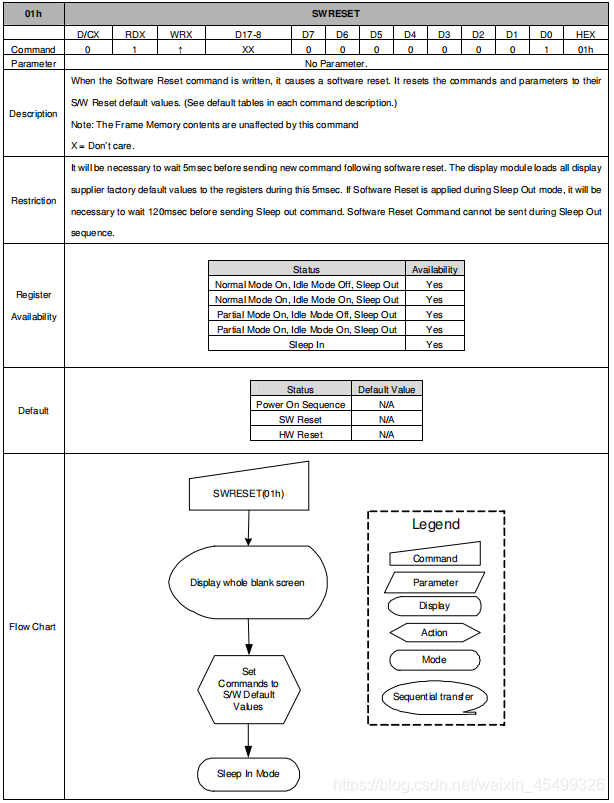 01h SWRESET
D/CX RDX WRX D17-8 D7 D6 D5 D4 D3 D2 D1 D0 HEX
Command 0 1 ↑ XX 0 0 0 0 0 0 0 1 01h
Parameter No Parameter.
Description
When the Software Reset command is written, it causes a software reset. It resets the commands and parameters to their
S/W Reset default values. (See default tables in each command description.)
Note: The Frame Memory contents are unaffected by this command
X = Don't care.
Restriction
It will be necessary to wait 5msec before sending new command following software reset. The display module loads all display
supplier factory default values to the registers during this 5msec. If Software Reset is applied during Sleep Out mode, it will be
necessary to wait 120msec before sending Sleep out command. Software Reset Command cannot be sent during Sleep Out
sequence.
Register
Availability
Status Availability
Normal Mode On, Idle Mode Off, Sleep Out Yes
Normal Mode On, Idle Mode On, Sleep Out Yes
Partial Mode On, Idle Mode Off, Sleep Out Yes
Partial Mode On, Idle Mode On, Sleep Out Yes
Sleep In Yes
Default
Status Default Value
Power On Sequence N/A
SW Reset N/A
HW Reset N/A
Flow Chart
SWRESET(01h)
Display whole blank screen
Set
Commands to
S/W Default
Values
Sleep In Mode
Legend
Command
Parameter
Display
Action
Mode
Sequential transfer
https://blog.csdn.net/weixin_45499326